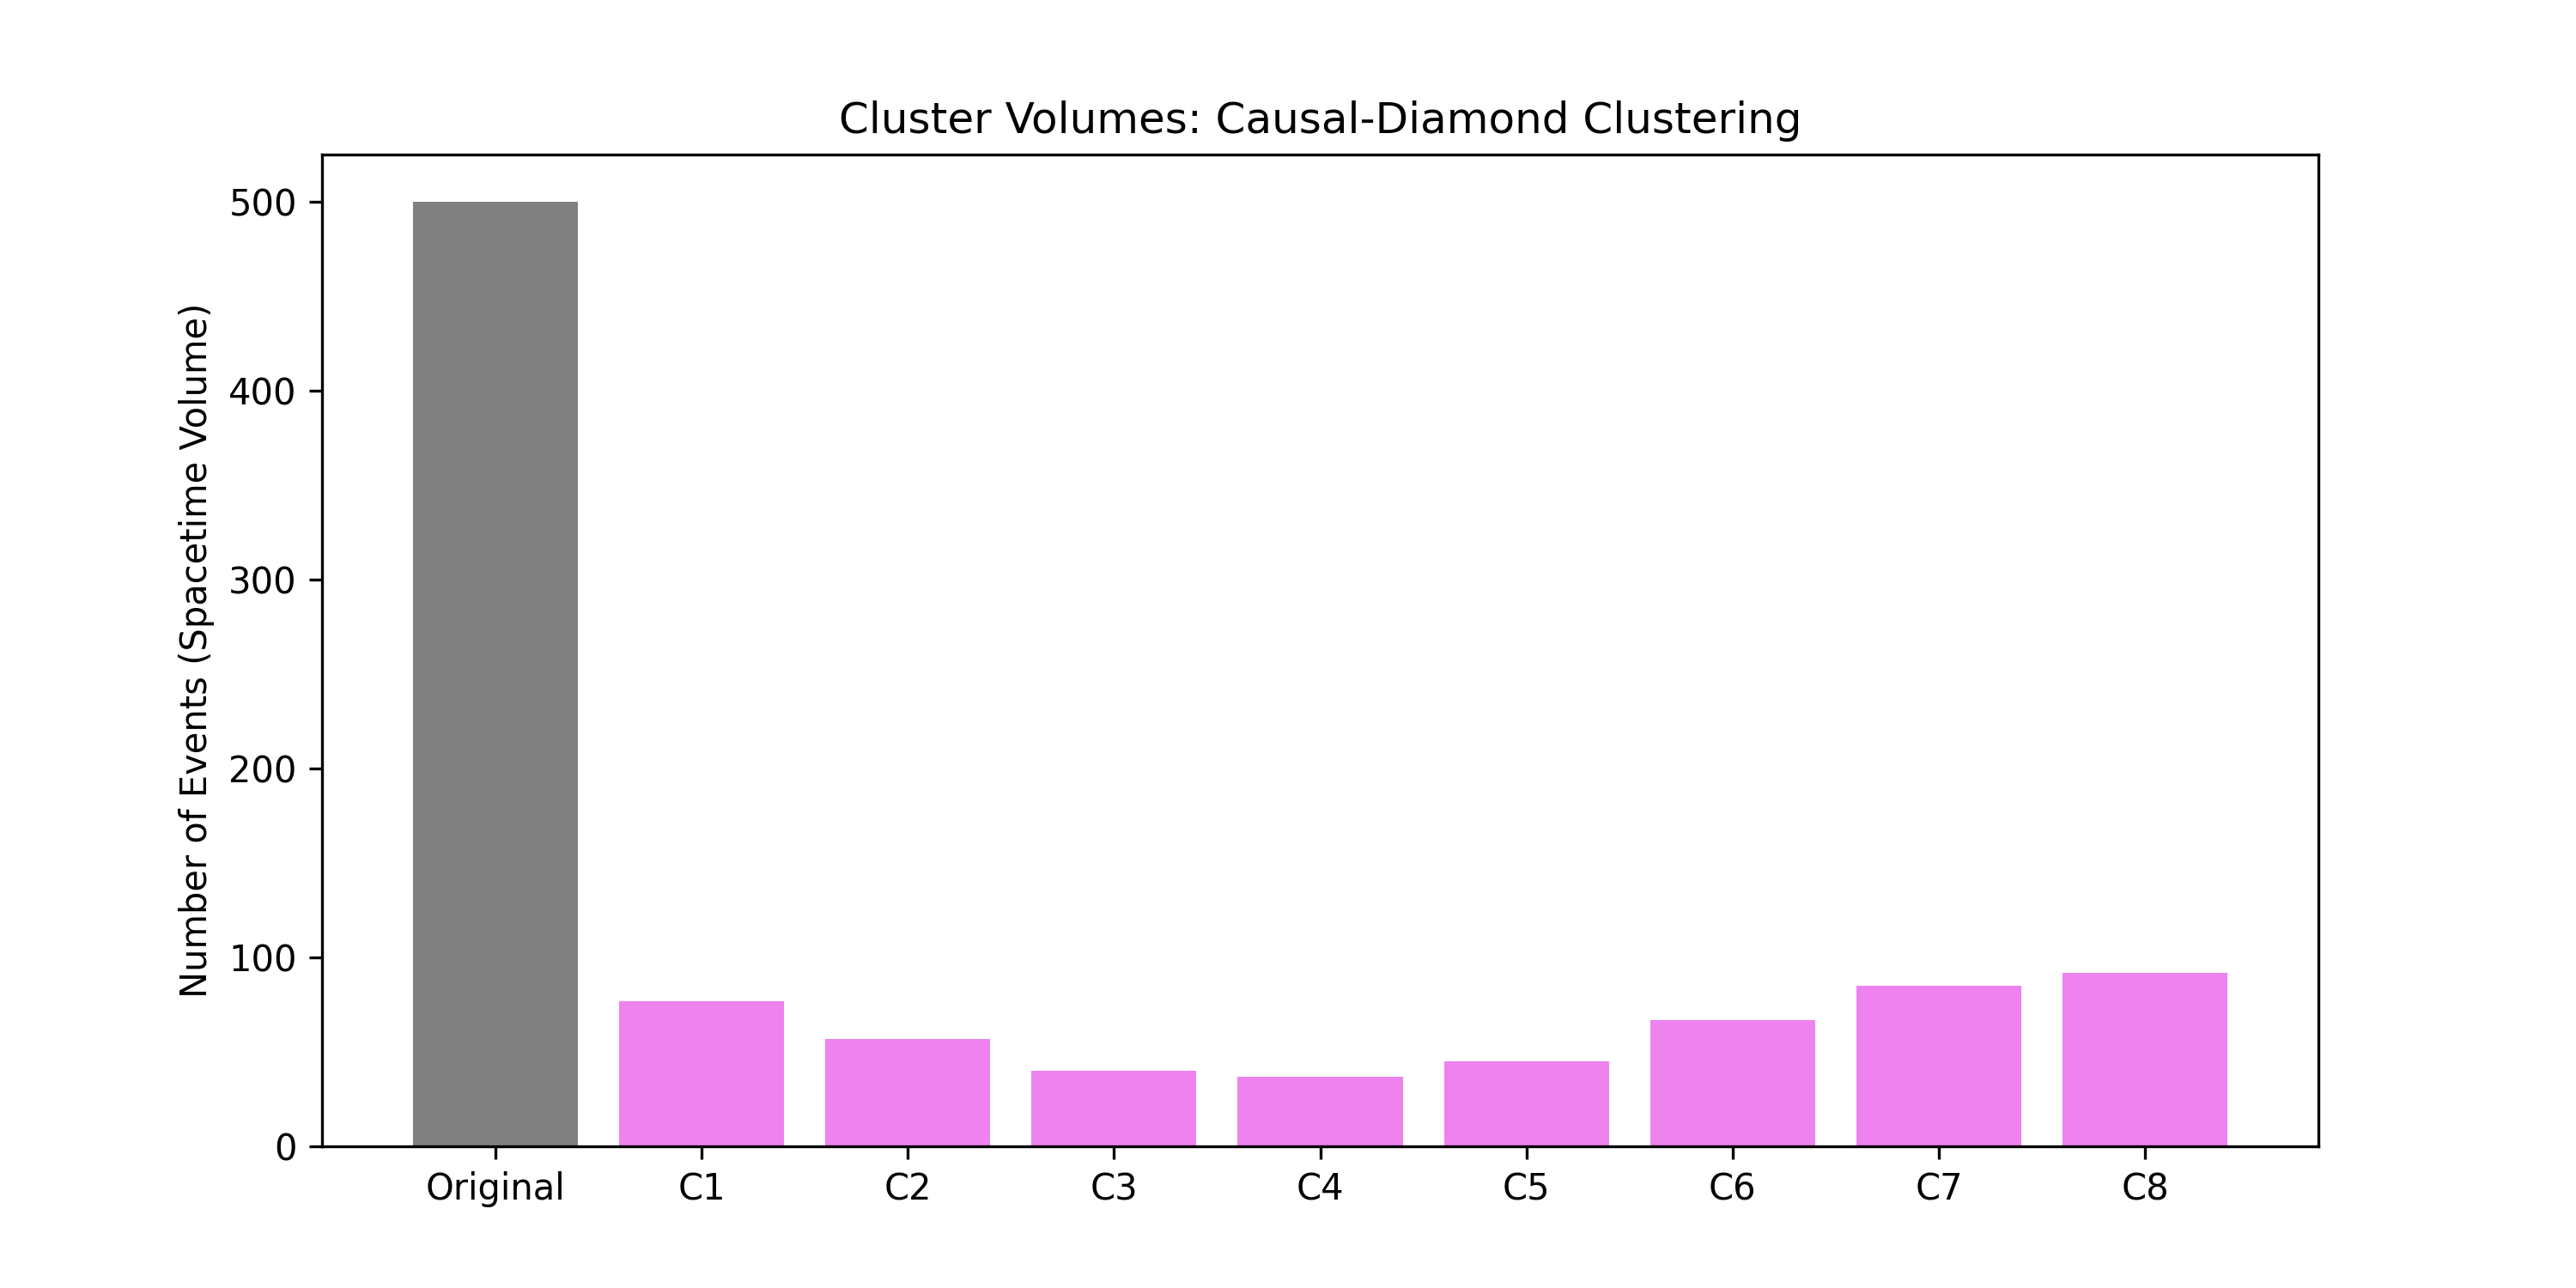 Cluster Volumes: Causal-Diamond Clustering
Number of Events (Spacetime Volume)
500
400
300
200
100
0
Original C1 C2 C3 C4 C5 C6 C7 C8